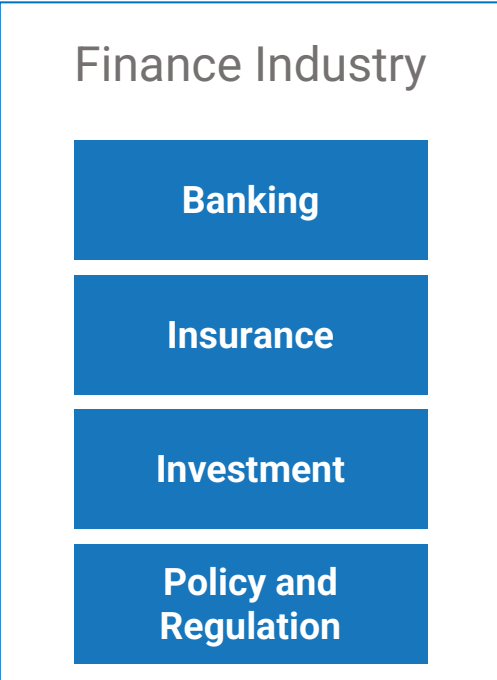 Finance Industry
Banking
Insurance
Investment
Policy and
Regulation